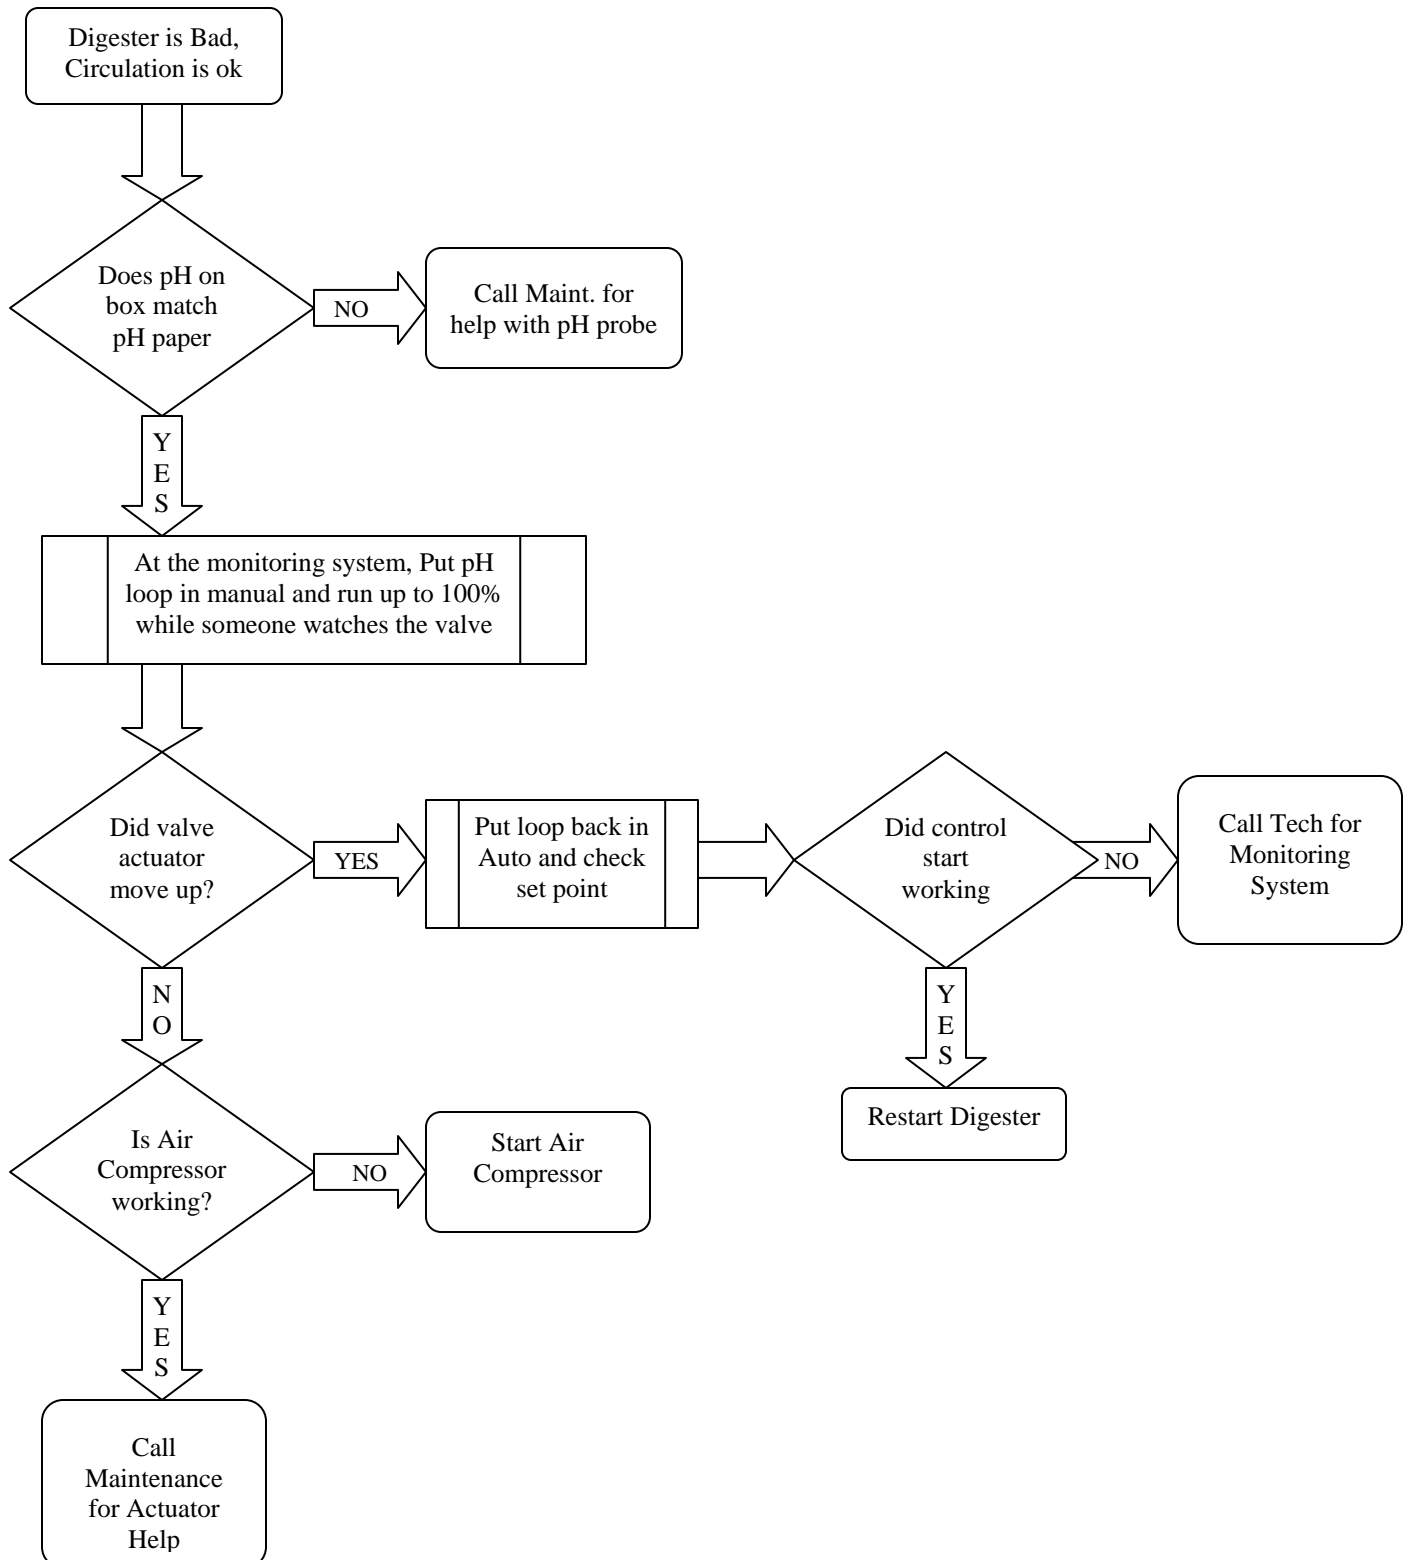 Digester is Bad,
Circulation is ok
Does pH on
box match
pH paper
NO
Call Maint. for
help with pH probe
Y
E
S
At the monitoring system, Put pH
loop in manual and run up to 100%
while someone watches the valve
Did valve
actuator
move up?
YES
Put loop back in
Auto and check
set point
Did control
start
working
NO
Call Tech for
Monitoring
System
N
O
Y
E
S
Restart Digester
Is Air
Compressor
working?
NO
Start Air
Compressor
Y
E
S
Call
Maintenance
for Actuator
Help